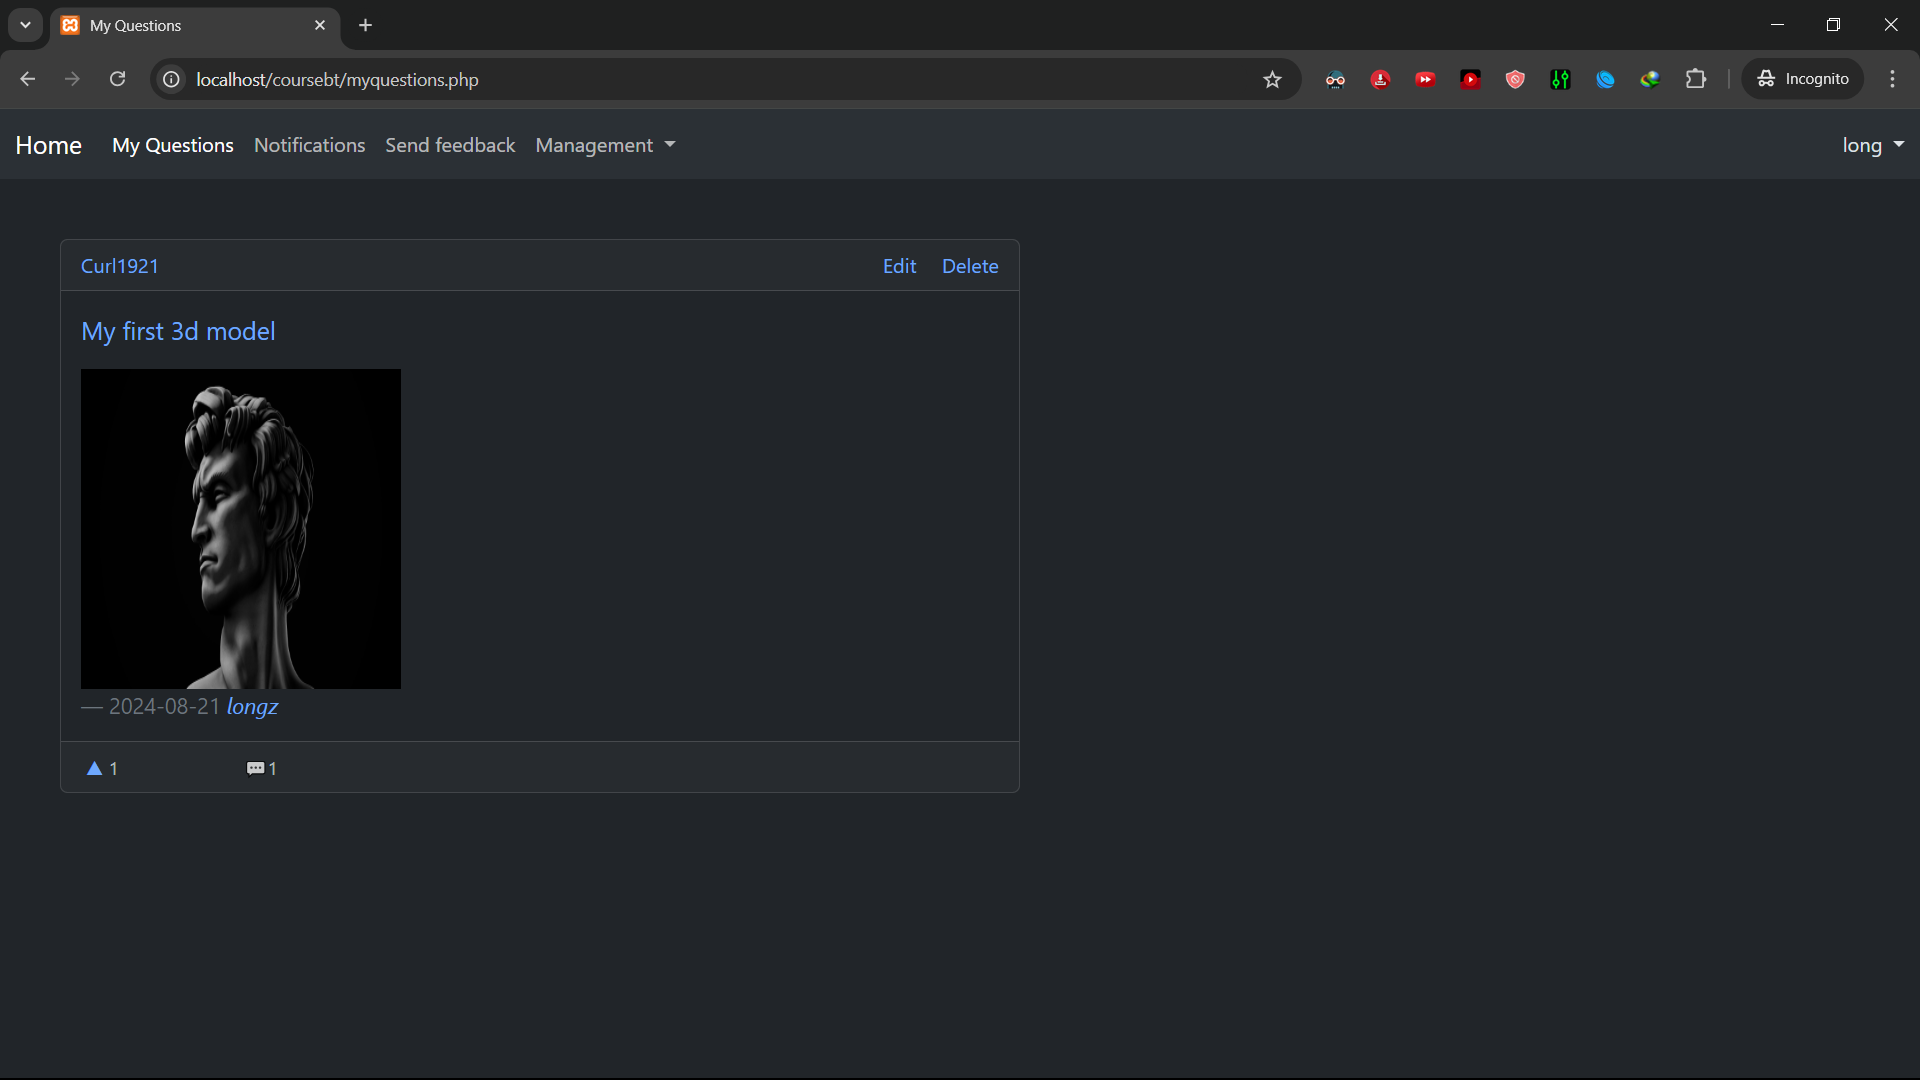 My Questions
localhost/coursebt/myquestions.php
Incognito
Home My Questions Notifications Send feedback Management long
Curl1921 Edit Delete
My first 3d model
— 2024-08-21 longz
1 1